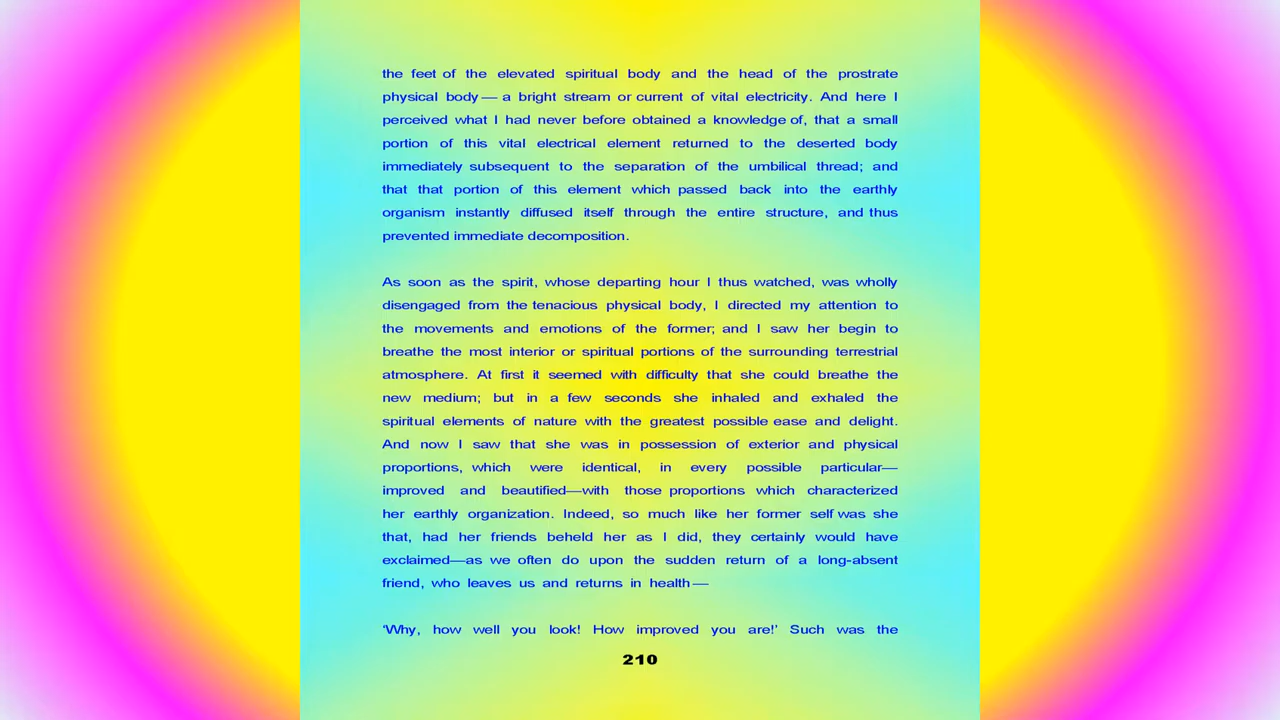 the feet of the elevated spiritual body and the head of the prostrate
physical body — a bright stream or current of vital electricity. And here I
perceived what I had never before obtained a knowledge of, that a small
portion of this vital electrical element returned to the deserted body
immediately subsequent to the separation of the umbilical thread; and
that that portion of this element which passed back into the earthly
organism instantly diffused itself through the entire structure, and thus
prevented immediate decomposition.
As soon as the spirit, whose departing hour I thus watched, was wholly
disengaged from the tenacious physical body, I directed my attention to
the movements and emotions of the former; and I saw her begin to
breathe the most interior or spiritual portions of the surrounding terrestrial
atmosphere. At first it seemed with difficulty that she could breathe the
new medium; but in a few seconds she inhaled and exhaled the
spiritual elements of nature with the greatest possible ease and delight.
And now I saw that she was in possession of exterior and physical
proportions, which were identical, in every possible particular—
improved and beautified—with those proportions which characterized
her earthly organization. Indeed, so much like her former self was she
that, had her friends beheld her as I did, they certainly would have
exclaimed—as we often do upon the sudden return of a long-absent
friend, who leaves us and returns in health —
‘Why, how well you look! How improved you are!’ Such was the
210